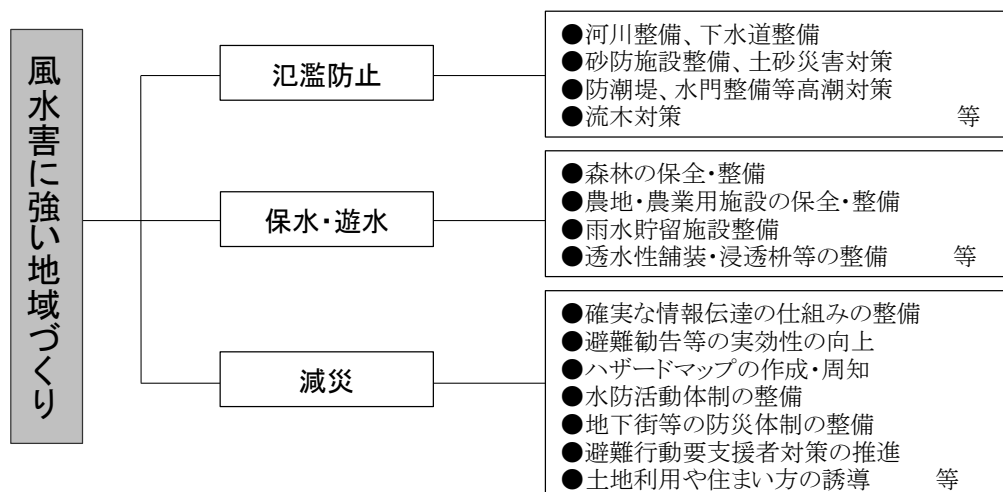 風水害に強い地域づくり
氾濫防止
●河川整備、下水道整備
●砂防施設整備、土砂災害対策
●防潮堤、水門整備等高潮対策
●流木対策 等
保水・遊水
●森林の保全・整備
●農地・農業用施設の保全・整備
●雨水貯留施設整備
●透水性舗装・浸透枡等の整備 等
減災
●確実な情報伝達の仕組みの整備
●避難勧告等の実効性の向上
●ハザードマップの作成・周知
●水防活動体制の整備
●地下街等の防災体制の整備
●避難行動要支援者対策の推進
●土地利用や住まい方の誘導 等